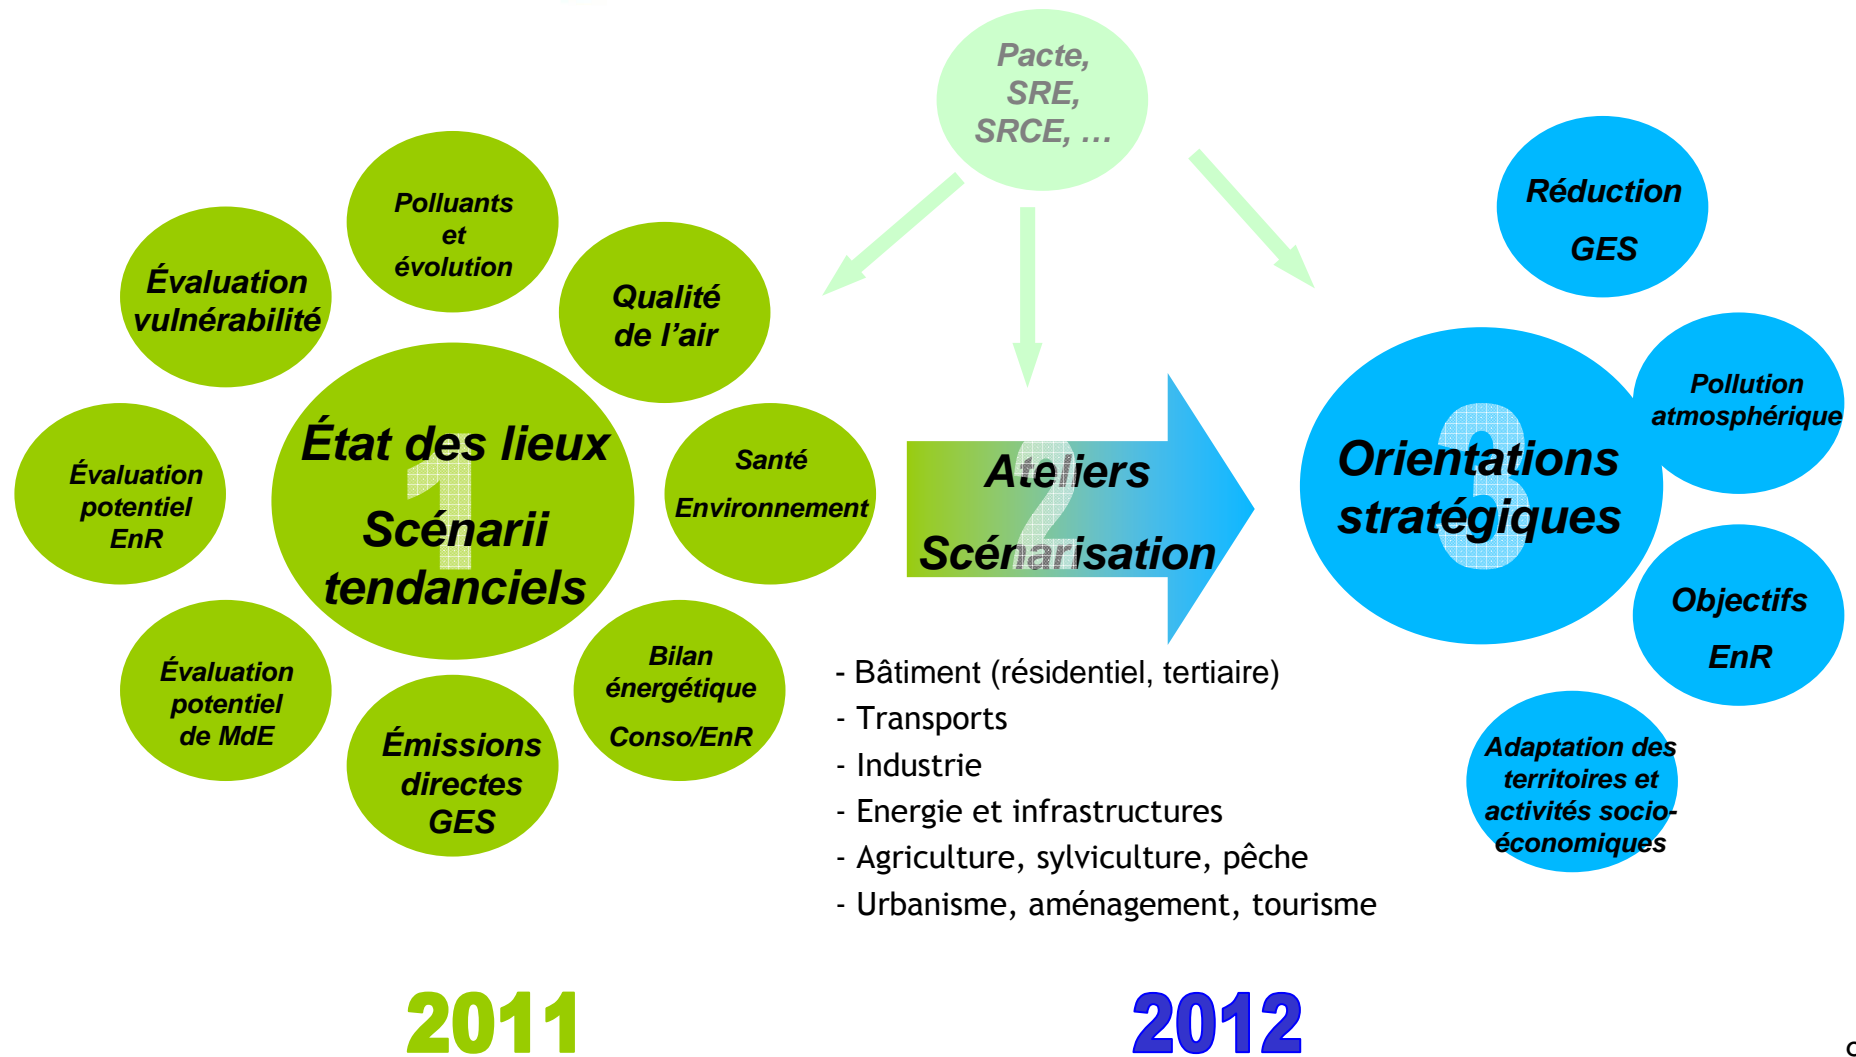 Pacte,
SRE,
SRCE, …
Polluants
et
évolution
Évaluation
vulnérabilité
Qualité
de l’air
Évaluation
potentiel
EnR
1
État des lieux
Scénarii
tendanciels
Santé
Environnement
Évaluation
potentiel
de MdE
Émissions
directes
GES
Bilan
énergétique
Conso/EnR
2
Ateliers
Scénarisation
- Bâtiment (résidentiel, tertiaire)
- Transports
- Industrie
- Energie et infrastructures
- Agriculture, sylviculture, pêche
- Urbanisme, aménagement, tourisme
3
Orientations
stratégiques
Réduction
GES
Pollution
atmosphérique
Objectifs
EnR
Adaptation des
territoires et
activités socio-
économiques
2011
2012